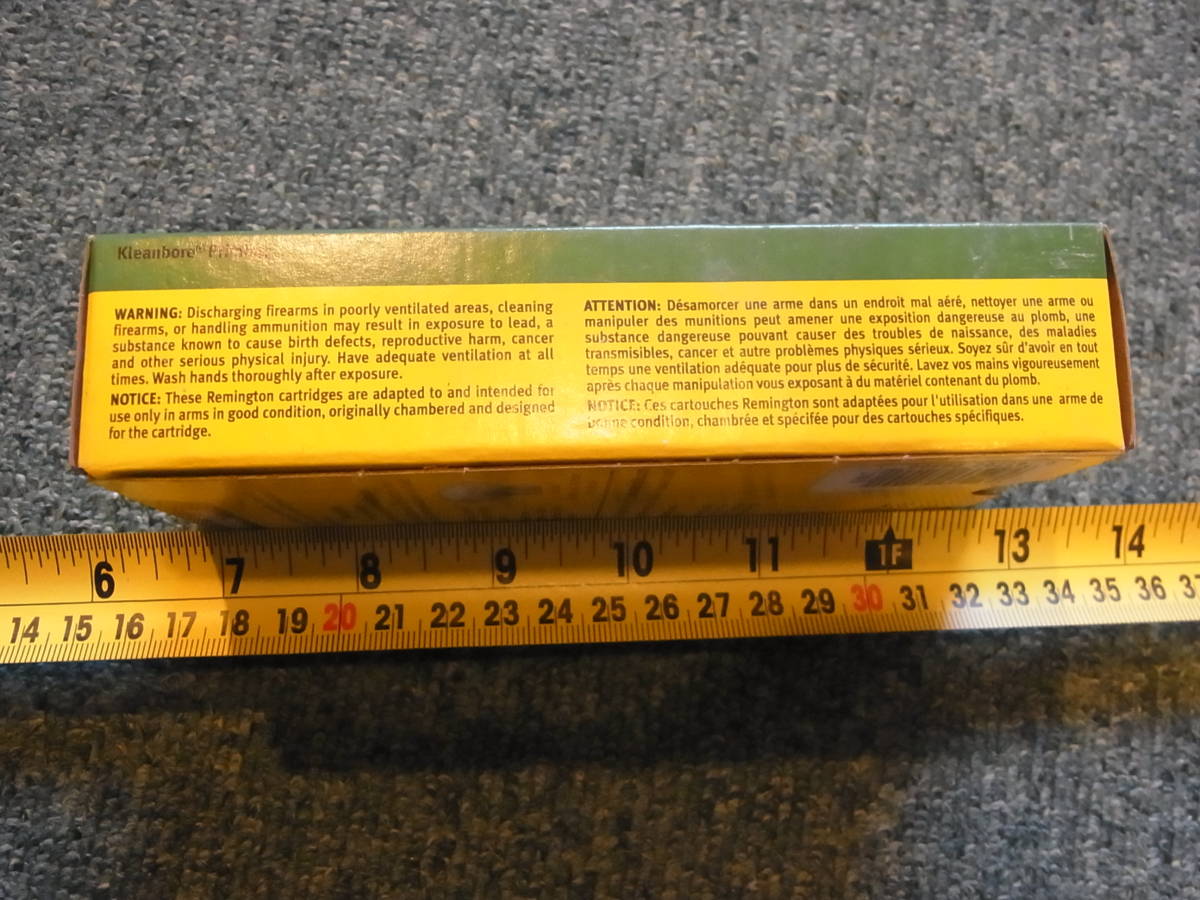 Kleanbore® Priming
WARNING: Discharging firearms in poorly ventilated areas, cleaning
firearms, or handling ammunition may result in exposure to lead, a
substance known to cause birth defects, reproductive harm, cancer
and other serious physical injury. Have adequate ventilation at all
times. Wash hands thoroughly after exposure.
NOTICE: These Remington cartridges are adapted to and intended for
use only in arms in good condition, originally chambered and designed
for the cartridge.
ATTENTION: Désamorcer une arme dans un endroit mal aéré, nettoyer une arme ou
manipuler des munitions peut amener une exposition dangereuse au plomb, une
substance dangereuse pouvant causer des troubles de naissance, des maladies
transmisibles, cancer et autre problèmes physiques sérieux. Soyez sûr d'avoir en tout
temps une ventilation adéquate pour plus de sécurité. Lavez vos mains vigoureusement
après chaque manipulation vous exposant à du matériel contenant du plomb.
NOTICE: Ces cartouches Remington sont adaptées pour l'utilisation dans une arme de
bonne condition, chambrée et spécifée pour des cartouches spécifiques.
6 7 8 9 10 11 1F 13 14
14 15 16 17 18 19 20 21 22 23 24 25 26 27 28 29 30 31 32 33 34 35 36 37